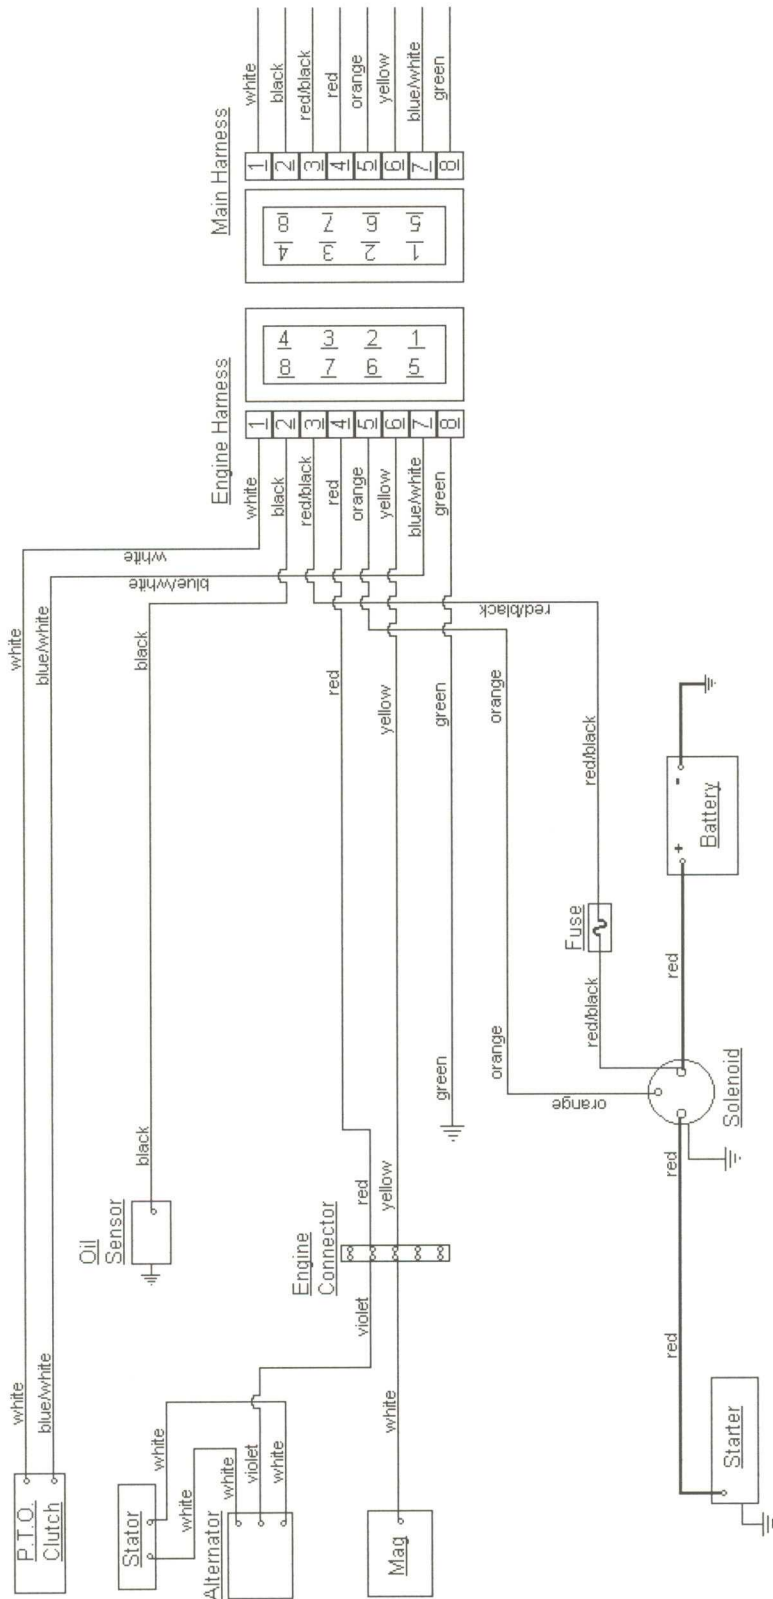 P.T.O.
Clutch
white
blue/white
white
blue/white
white
blue/white
Stator
white
white
Alternator
white
violet
white
violet
Oil
Sensor
black
black
black
Mag
white
Engine
Connector
red
yellow
red
yellow
green
green
Engine Harness
white
black
red/black
red
orange
yellow
blue/white
green
1
2
3
4
5
6
7
8
4 3 2 1
8 7 6 5
Main Harness
8 7 6 5
4 3 2 1
1
2
3
4
5
6
7
8
white
black
red/black
red
orange
yellow
blue/white
green
Starter
red
red
Solenoid
orange
orange
orange
red/black
Fuse
red/black
red/black
red
+ -
Battery